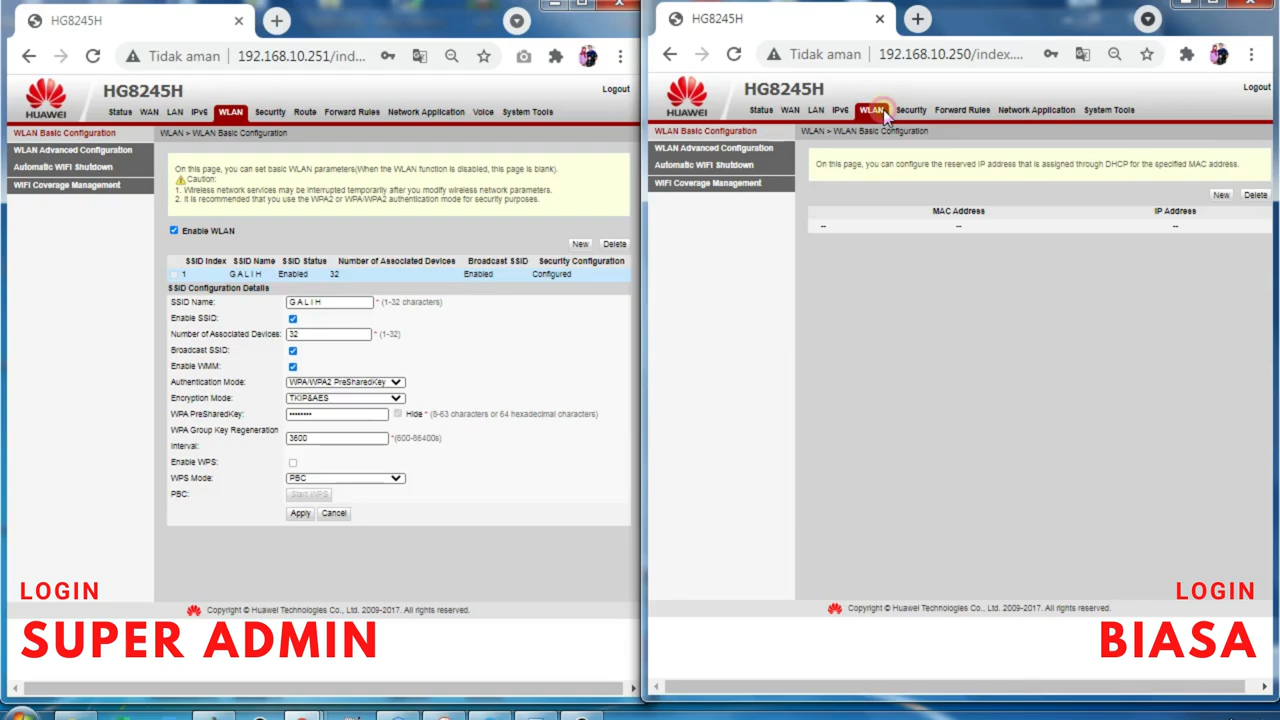 HG8245H
Tidak aman
192.168.10.251/ind...
HUAWEI
HG8245H
Logout
Status WAN LAN IPv6 WLAN Security Route Forward Rules Network Application Voice System Tools
WLAN Basic Configuration
WLAN Advanced Configuration
Automatic WiFi Shutdown
WiFi Coverage Management
WLAN > WLAN Basic Configuration
On this page, you can set basic WLAN parameters(When the WLAN function is disabled, this page is blank).
Caution:
1. Wireless network services may be interrupted temporarily after you modify wireless network parameters.
2. It is recommended that you use the WPA2 or WPA/WPA2 authentication mode for security purposes.
Enable WLAN
New Delete
SSID Index SSID Name SSID Status Number of Associated Devices Broadcast SSID Security Configuration
1 G A L I H Enabled 32 Enabled Configured
SSID Configuration Details
SSID Name: G A L I H * (1-32 characters)
Enable SSID:
Number of Associated Devices: 32 * (1-32)
Broadcast SSID:
Enable WMM:
Authentication Mode: WPA/WPA2 PreSharedKey
Encryption Mode: TKIP&AES
WPA PreSharedKey: •••••••• Hide * (8-63 characters or 64 hexadecimal characters)
WPA Group Key Regeneration
Interval: 3600 *(600-86400s)
Enable WPS:
WPS Mode: PBC
PBC: Start WPS
Apply Cancel
Copyright © Huawei Technologies Co., Ltd. 2009-2017. All rights reserved.
LOGIN
SUPER ADMIN
HG8245H
Tidak aman
192.168.10.250/index....
HUAWEI
HG8245H
Logout
Status WAN LAN IPv6 WLAN Security Forward Rules Network Application System Tools
WLAN Basic Configuration
WLAN Advanced Configuration
Automatic WiFi Shutdown
WiFi Coverage Management
WLAN > WLAN Basic Configuration
On this page, you can configure the reserved IP address that is assigned through DHCP for the specified MAC address.
New Delete
MAC Address IP Address
-- -- --
Copyright © Huawei Technologies Co., Ltd. 2009-2017. All rights reserved.
LOGIN
BIASA